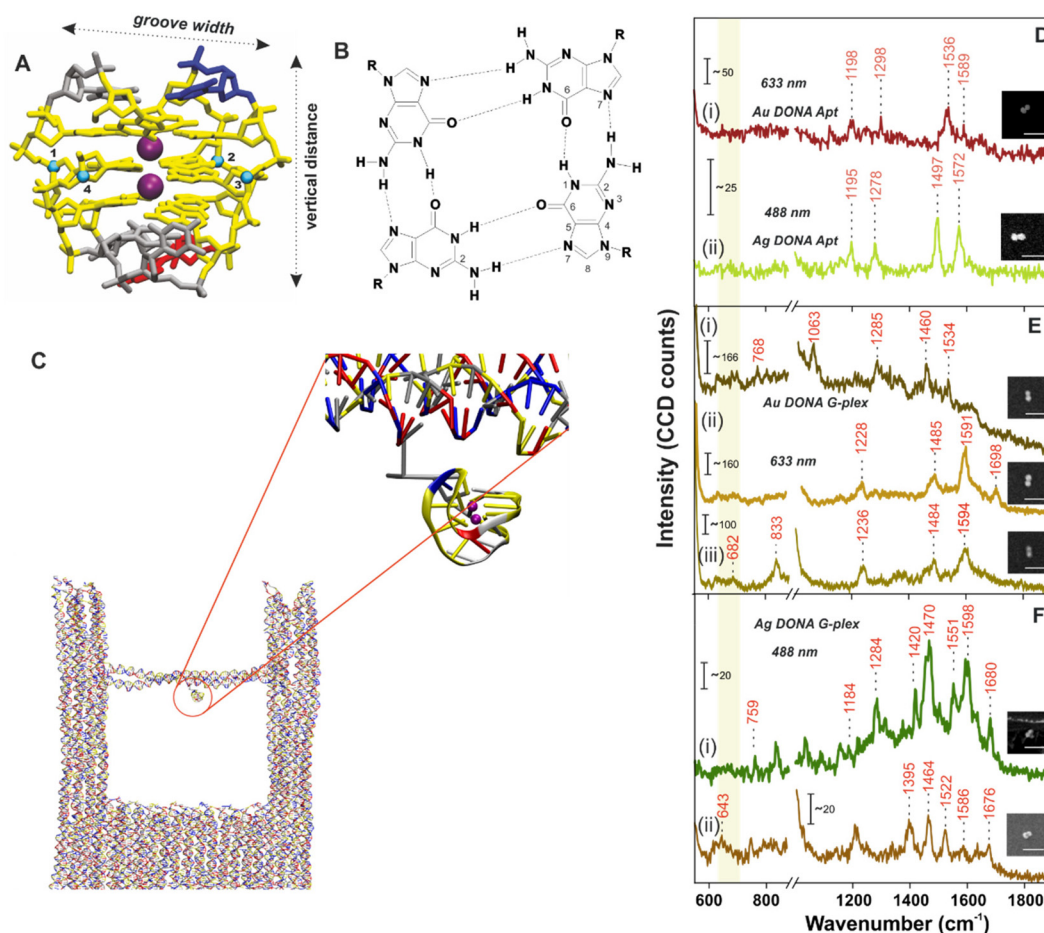 groove width
A
vertical distance
1
2
3
4
B
R
N
N
H
N
N
O
N
N
H
H
H
H
N
N
N
R
H
N
6
O
N
7
H
N
H
H
N
1
2
N
3
O
6
5
4
N
7
8
N
9
R
O
N
H
N
N
R
N
2
N
H
H
C
Intensity (CCD counts)
D
~50
633 nm
(i)
Au DONA Apt
1198
1298
1536
1589
~25
488 nm
(ii)
Ag DONA Apt
1195
1278
1497
1572
E
(i)
~166
768
1063
1285
1460
1534
Au DONA G-plex
(ii)
~160
633 nm
1228
1485
1591
1698
~100
(iii)
682
833
1236
1484
1594
F
Ag DONA G-plex
488 nm
~20
(i)
759
1184
1284
1420
1470
1551
1598
1680
(ii)
~20
643
1395
1464
1522
1586
1676
600
800
1200
1400
1600
1800
Wavenumber (cm⁻¹)